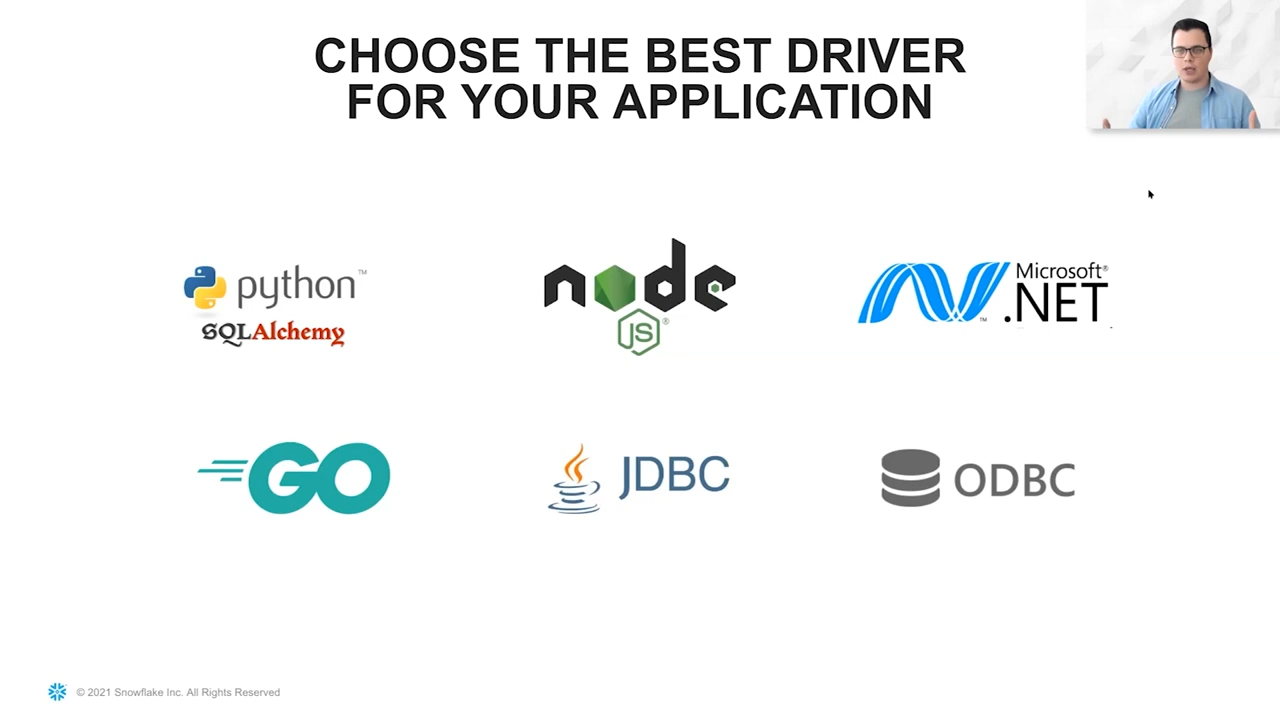 CHOOSE THE BEST DRIVER
FOR YOUR APPLICATION
python™
SQLAlchemy
node
JS®
Microsoft®
.NET
™
GO
JDBC
ODBC
© 2021 Snowflake Inc. All Rights Reserved